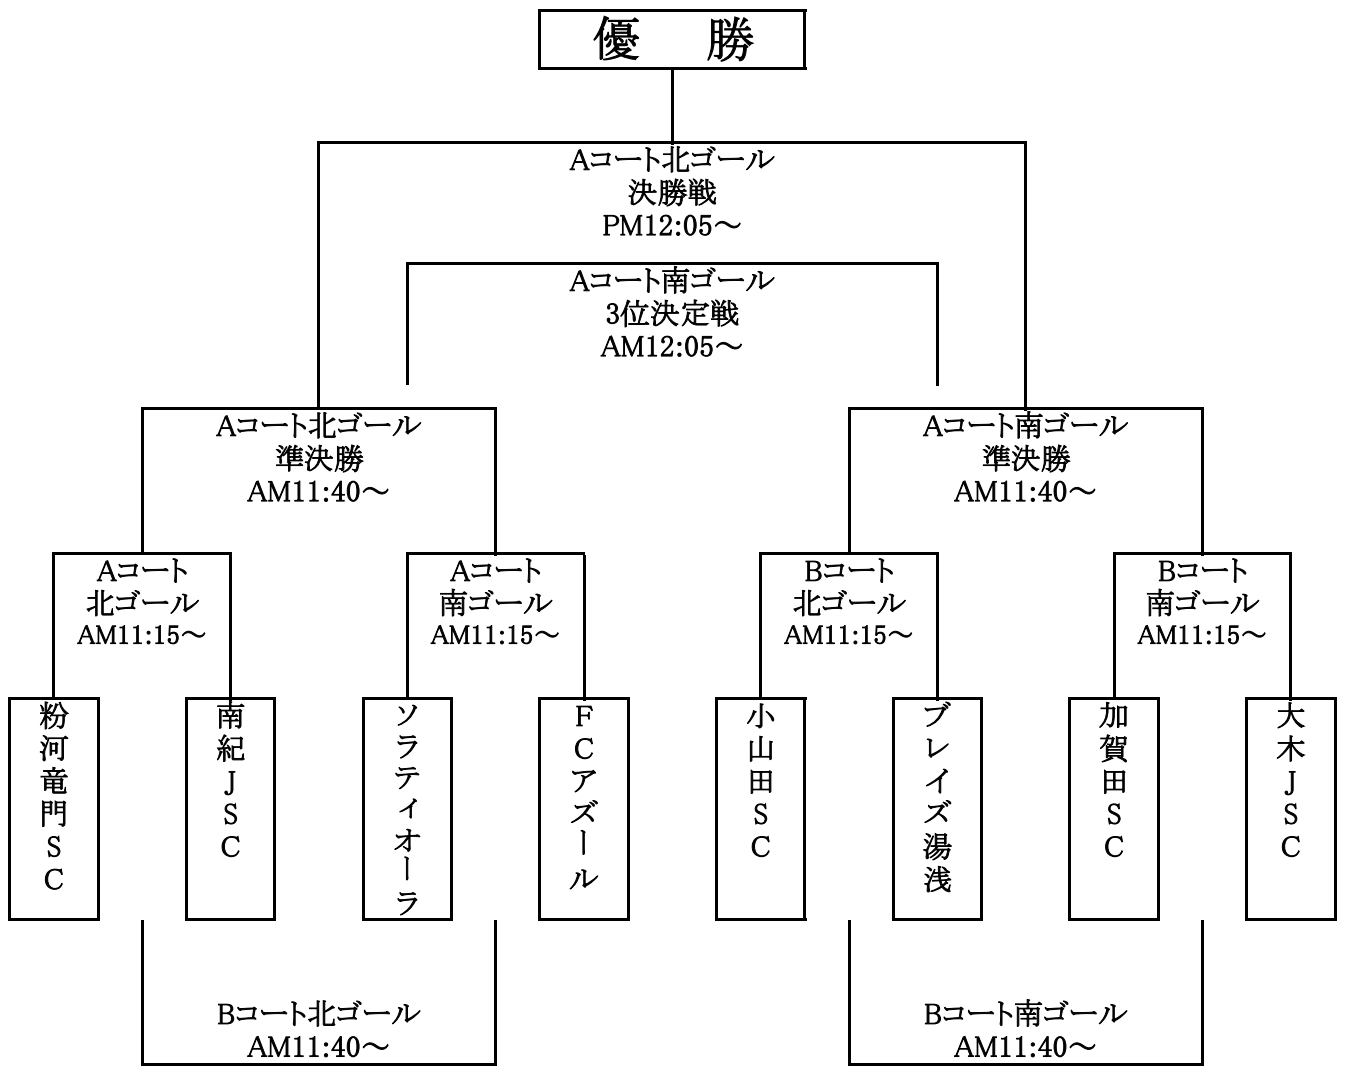 優　勝
Aコート北ゴール
決勝戦
PM12:05～
Aコート南ゴール
3位決定戦
AM12:05～
Aコート北ゴール
準決勝
AM11:40～
Aコート南ゴール
準決勝
AM11:40～
Aコート
北ゴール
AM11:15～
Aコート
南ゴール
AM11:15～
Bコート
北ゴール
AM11:15～
Bコート
南ゴール
AM11:15～
粉河竜門SC
南紀JSC
ソラティオーラ
FCアズール
小山田SC
ブレイズ湯浅
加賀田SC
大木JSC
Bコート北ゴール
AM11:40～
Bコート南ゴール
AM11:40～